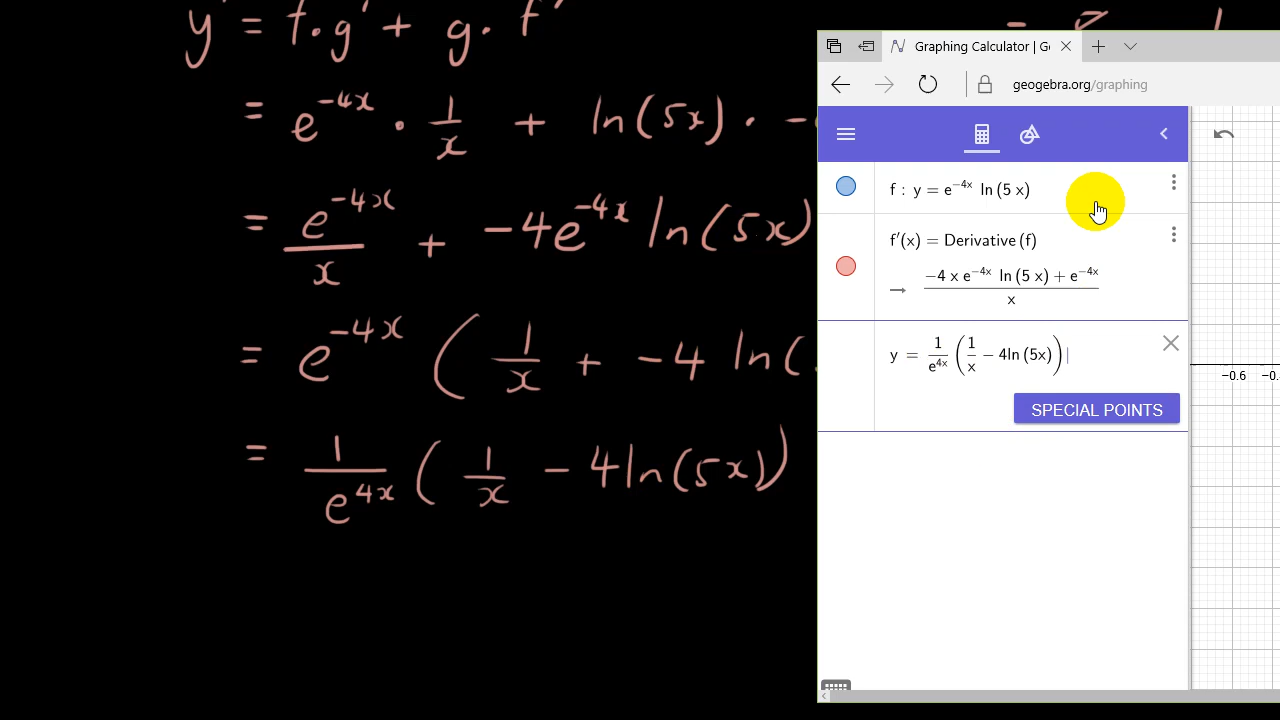 y' = f·g' + g·f'
= e^{-4x} · 1/x + ln(5x) · -
= e^{-4x}/x + -4e^{-4x} ln(5x)
= e^{-4x} ( 1/x + -4 ln(
= 1/e^{4x} ( 1/x - 4ln(5x))
Graphing Calculator | G
geogebra.org/graphing
f : y = e^{-4x} ln (5 x)
f'(x) = Derivative (f)
→ (-4 x e^{-4x} ln (5 x) + e^{-4x})/x
y = 1/e^{4x} ( 1/x - 4ln (5x) )
SPECIAL POINTS
-0.6